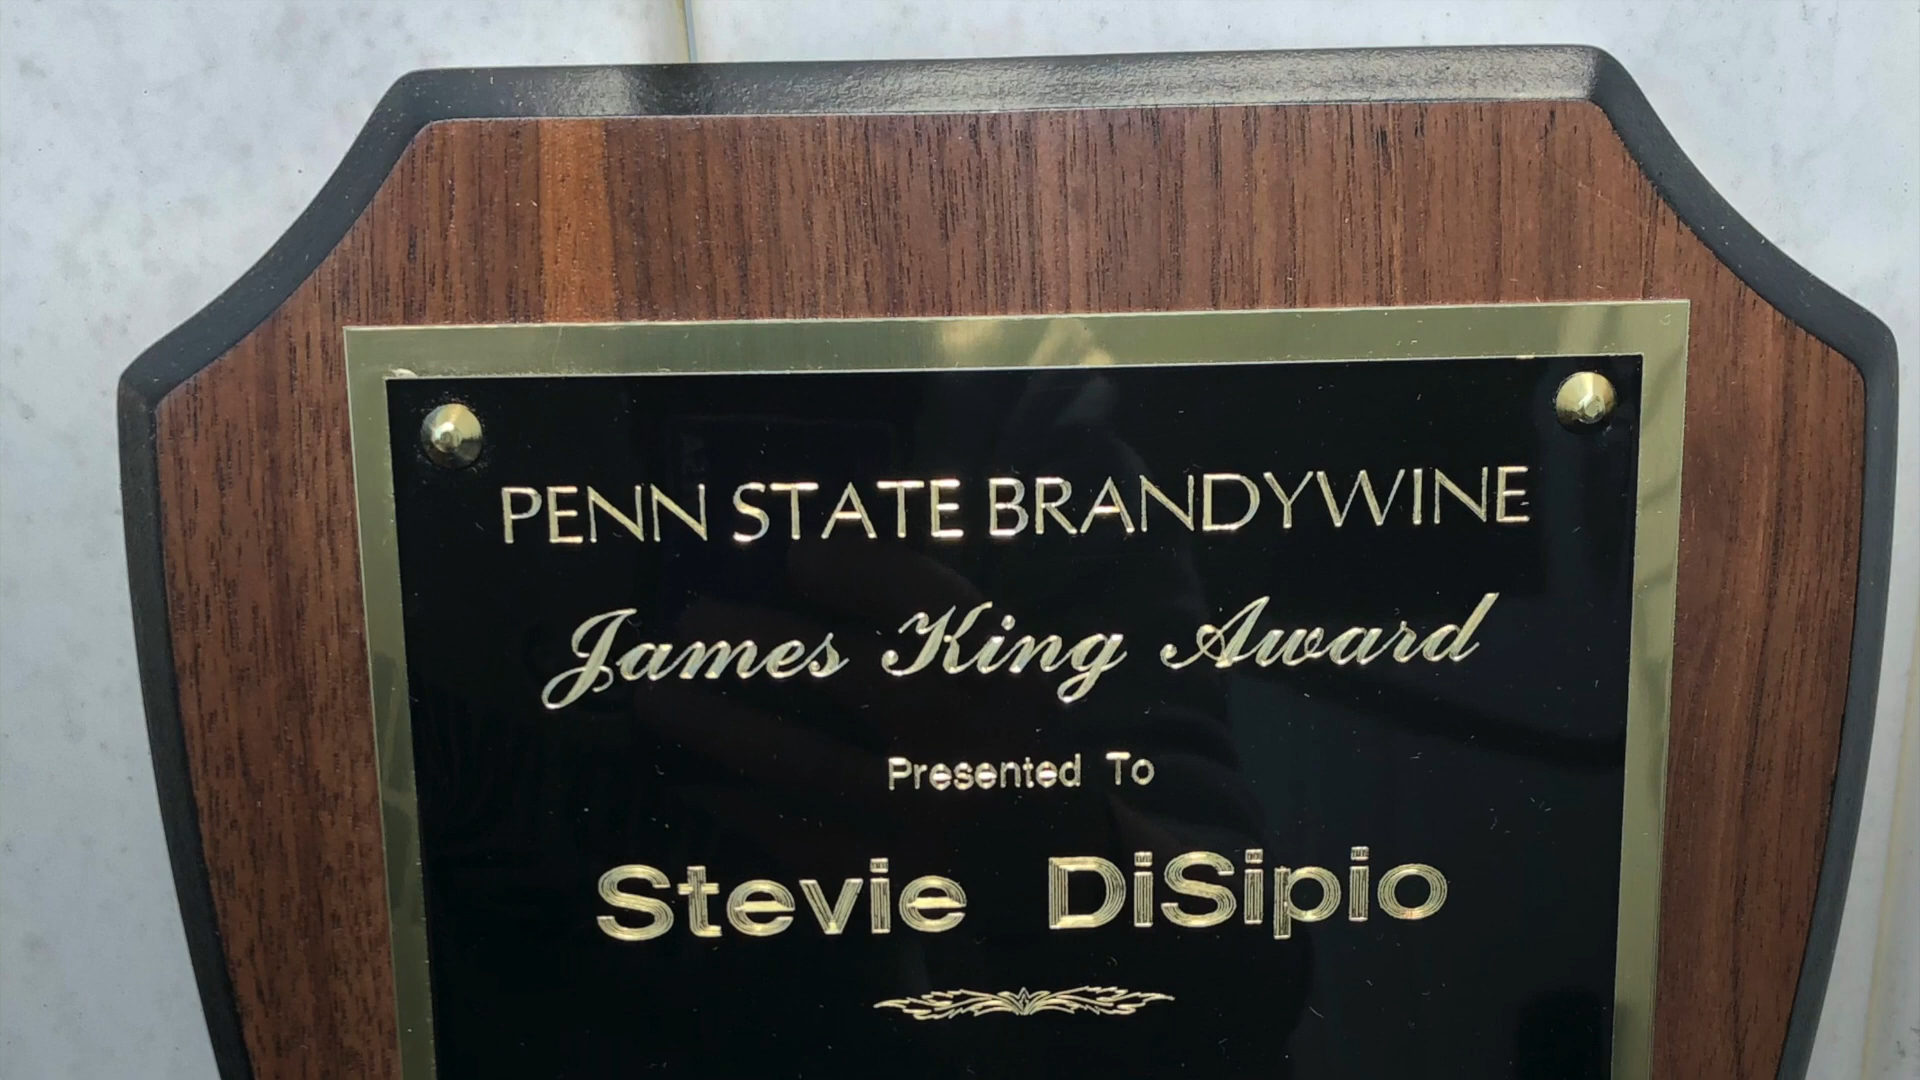 PENN STATE BRANDYWINE
James King Award
Presented To
Stevie DiSipio